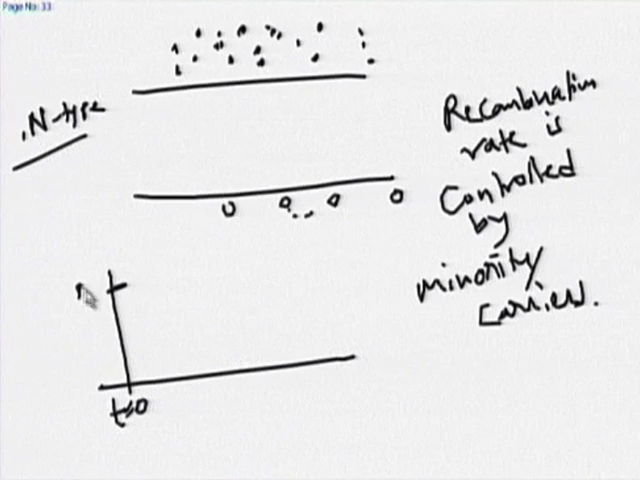 Page No: 33
N-type
Recombination
rate is
Controlled
by
minority
carriers.
t=0